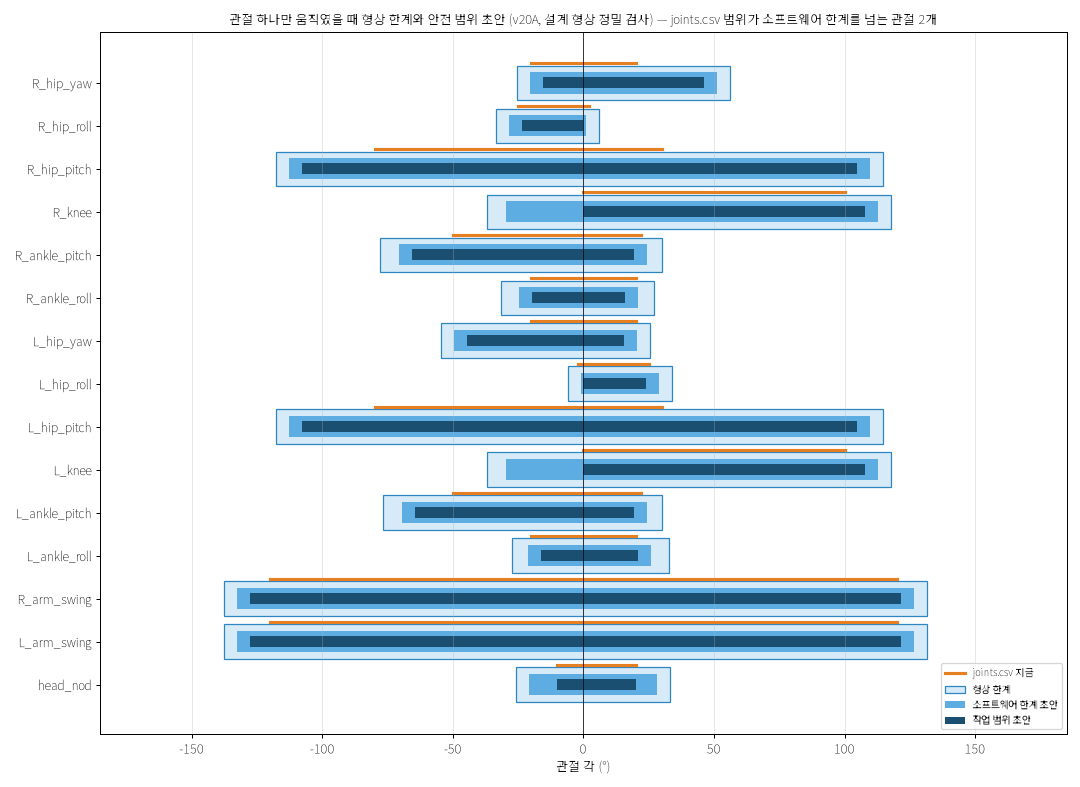 관절 하나만 움직였을 때 형상 한계와 안전 범위 초안 (v20A, 설계 형상 정밀 검사) — joints.csv 범위가 소프트웨어 한계를 넘는 관절 2개
R_hip_yaw
R_hip_roll
R_hip_pitch
R_knee
R_ankle_pitch
R_ankle_roll
L_hip_yaw
L_hip_roll
L_hip_pitch
L_knee
L_ankle_pitch
L_ankle_roll
R_arm_swing
L_arm_swing
head_nod
joints.csv 지금
형상 한계
소프트웨어 한계 초안
작업 범위 초안
-150 -100 -50 0 50 100 150
관절 각 (°)